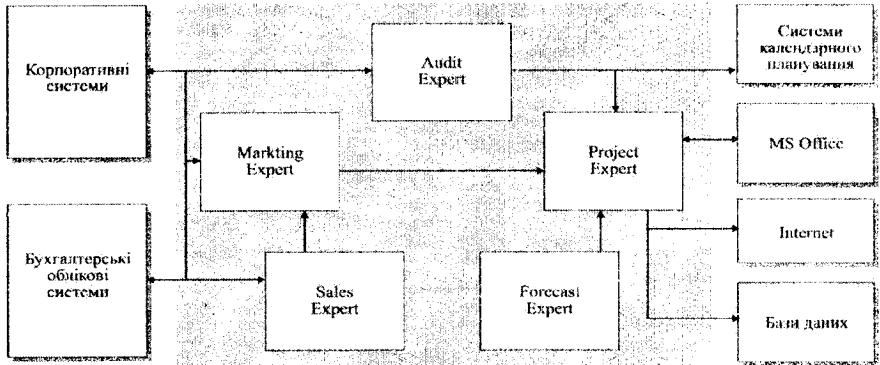 Корпоративні
системи
Audit
Expert
Системи
календарного
планування
Markting
Expert
Project
Expert
MS Office
Бухгалтерські
облікові
системи
Sales
Expert
Forecast
Expert
Internet
Бази даних